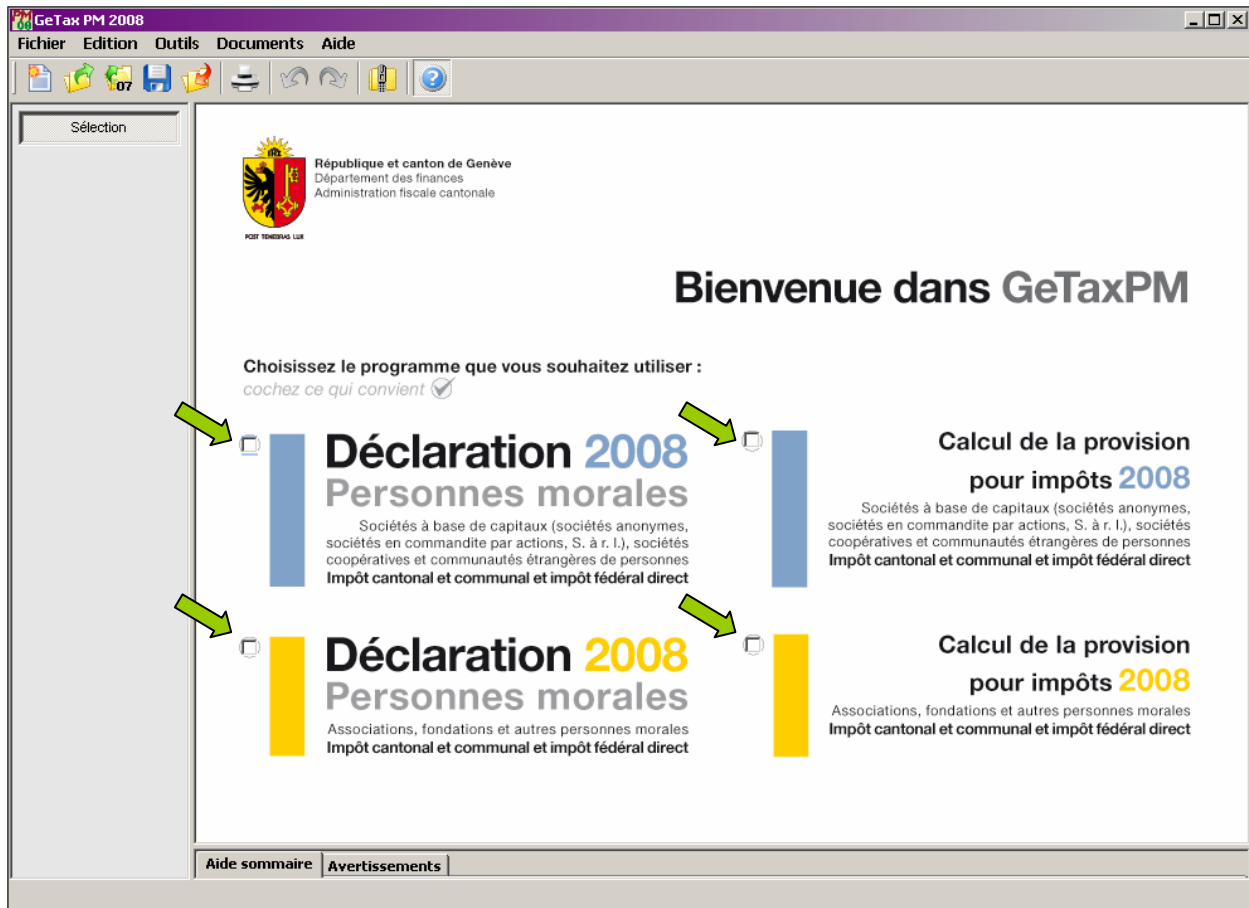 GeTax PM 2008
Fichier Edition Outils Documents Aide
07
Sélection
République et canton de Genève
Département des finances
Administration fiscale cantonale
POST TENEBRAS LUX
Bienvenue dans GeTaxPM
Choisissez le programme que vous souhaitez utiliser :
cochez ce qui convient
Déclaration 2008
Personnes morales
Sociétés à base de capitaux (sociétés anonymes,
sociétés en commandite par actions, S. à r. l.), sociétés
coopératives et communautés étrangères de personnes
Impôt cantonal et communal et impôt fédéral direct
Calcul de la provision
pour impôts 2008
Sociétés à base de capitaux (sociétés anonymes,
sociétés en commandite par actions, S. à r. l.), sociétés
coopératives et communautés étrangères de personnes
Impôt cantonal et communal et impôt fédéral direct
Déclaration 2008
Personnes morales
Associations, fondations et autres personnes morales
Impôt cantonal et communal et impôt fédéral direct
Calcul de la provision
pour impôts 2008
Associations, fondations et autres personnes morales
Impôt cantonal et communal et impôt fédéral direct
Aide sommaire Avertissements